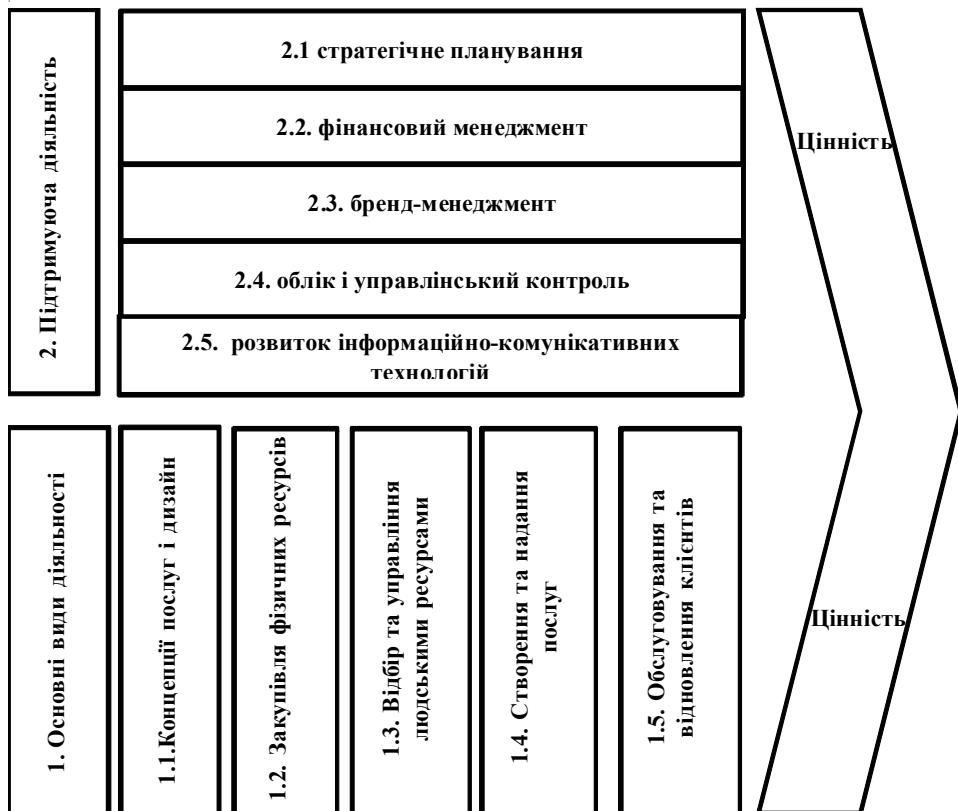 2. Підтримуюча діяльність
2.1 стратегічне планування
2.2. фінансовий менеджмент
2.3. бренд-менеджмент
2.4. облік і управлінський контроль
2.5. розвиток інформаційно-комунікативних
технологій
Цінність
1. Основні види діяльності
1.1.Концепції послуг і дизайн
1.2. Закупівля фізичних ресурсів
1.3. Відбір та управління
людськими ресурсами
1.4. Створення та надання
послуг
1.5. Обслуговування та
відновлення клієнтів
Цінність